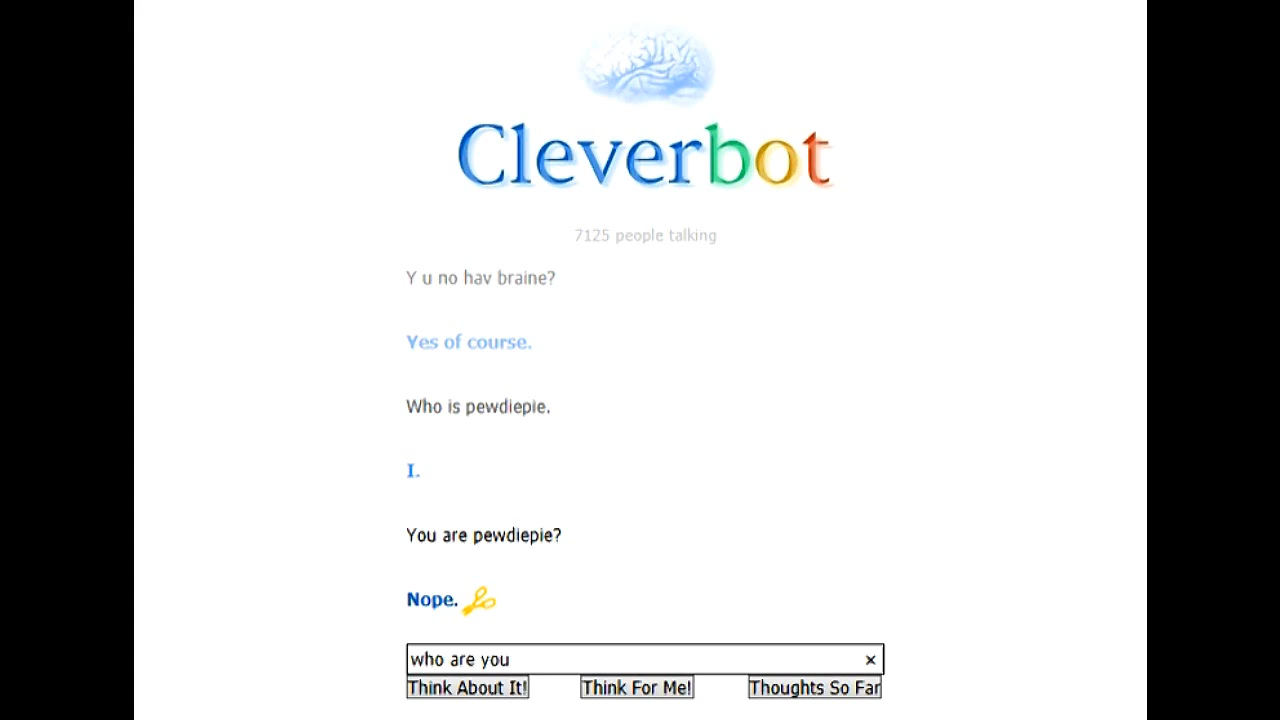 Cleverbot
7125 people talking
Y u no hav braine?
Yes of course.
Who is pewdiepie.
I.
You are pewdiepie?
Nope.
who are you ×
Think About It! Think For Me! Thoughts So Far